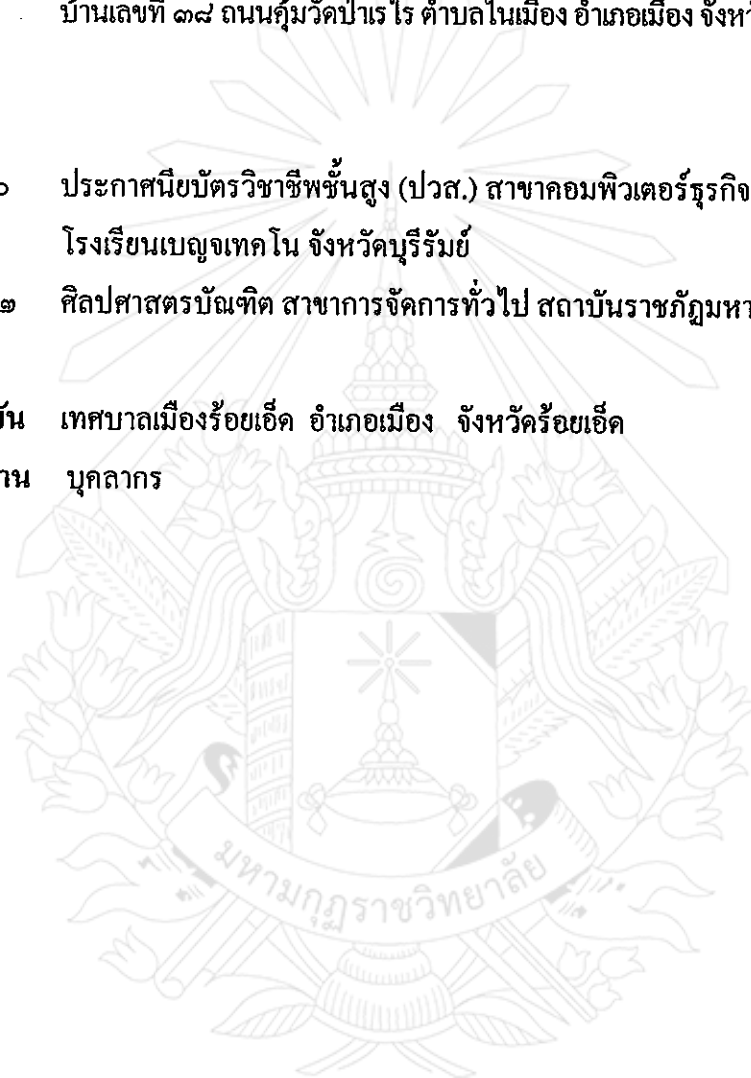 บ้านเลขที่ ๓๘ ถนนคุ้มวัดป่าเรไร ตำบลในเมือง อำเภอเมือง
๐ ประกาศนียบัตรวิชาชีพชั้นสูง (ปวส.) สาขาคอมพิวเตอร์ธุรกิจ
โรงเรียนเบญจเทคโน จังหวัดบุรีรัมย์
๓ ศิลปศาสตรบัณฑิต สาขาการจัดการทั่วไป สถาบันราชภัฏมหา
เทศบาลเมืองร้อยเอ็ด อำเภอเมือง จังหวัดร้อยเอ็ด
บุคลากร
มหามกุฏราชวิทยาลัย